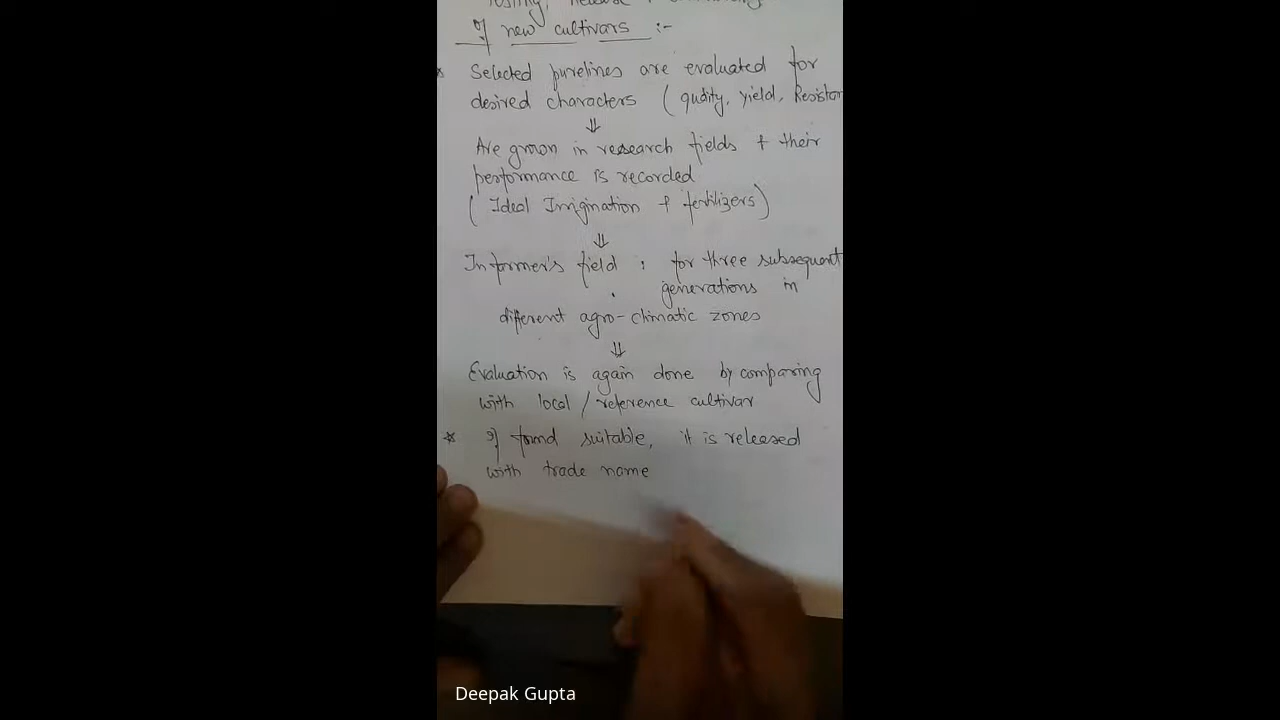 of new cultivars :-
* Selected purelines are evaluated for
desired characters ( quality, yield, Resistan
⇓
Are grown in research fields + their
performance is recorded
( Ideal Irrigination + fertilizers)
⇓
In farmer's field : for three subsequent
generations in
different agro-climatic zones
⇓
Evaluation is again done by comparing
with local / reference cultivar
* If found suitable, it is released
with trade name
Deepak Gupta